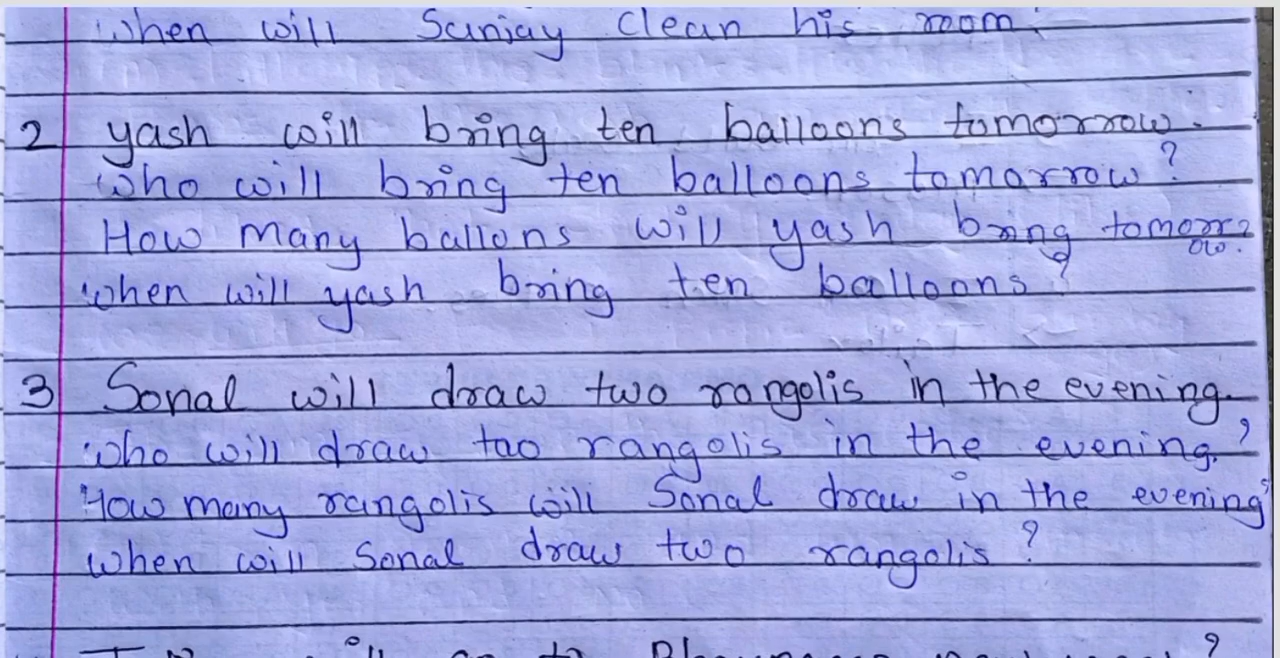 when will Sanjay clean his room
2 yash will bring ten balloons tomorrow.
who will bring ten balloons tomorrow?
How many ballons will yash bring tomorrow?
when will yash bring ten balloons?
3 Sonal will draw two rangolis in the evening.
who will draw tao rangolis in the evening?
How many rangolis will Sonal draw in the evening?
when will Sonal draw two rangolis?